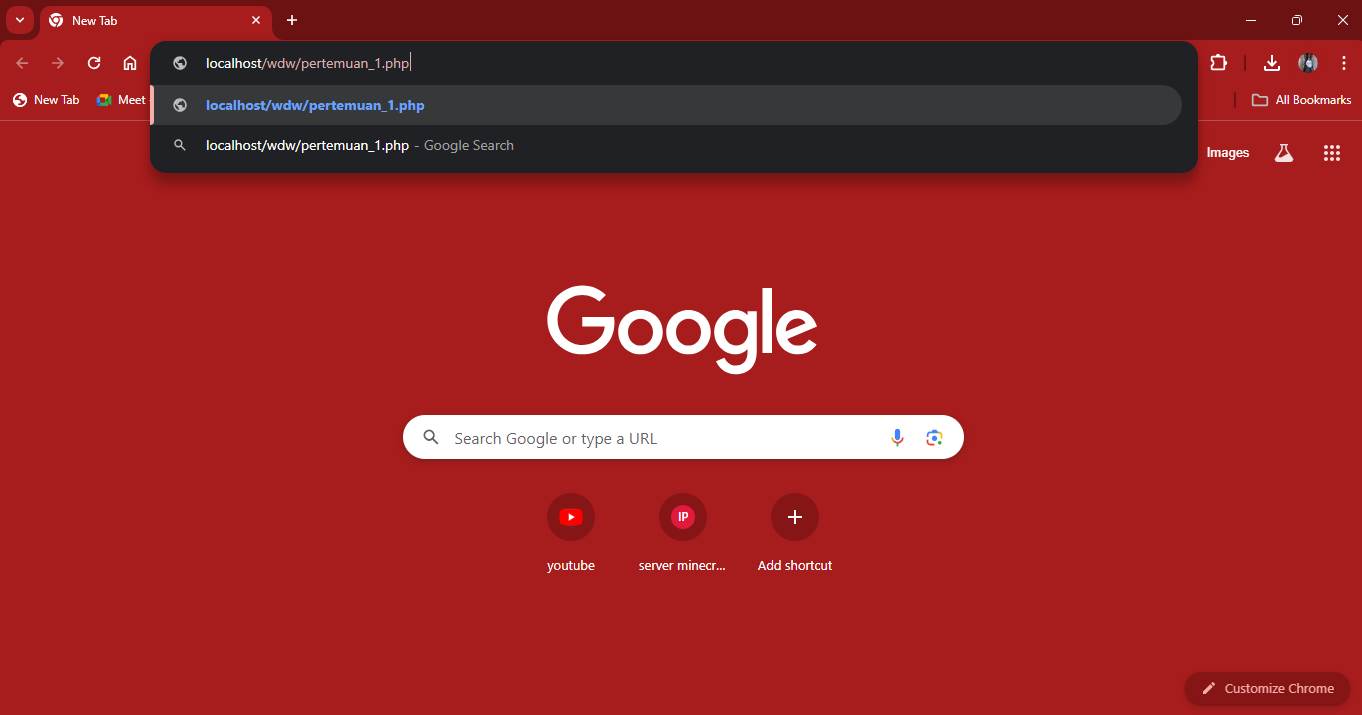 New Tab
localhost/wdw/pertemuan_1.php
New Tab
Meet
localhost/wdw/pertemuan_1.php
All Bookmarks
localhost/wdw/pertemuan_1.php - Google Search
Images
Google
Search Google or type a URL
IP
youtube
server minecr...
Add shortcut
Customize Chrome